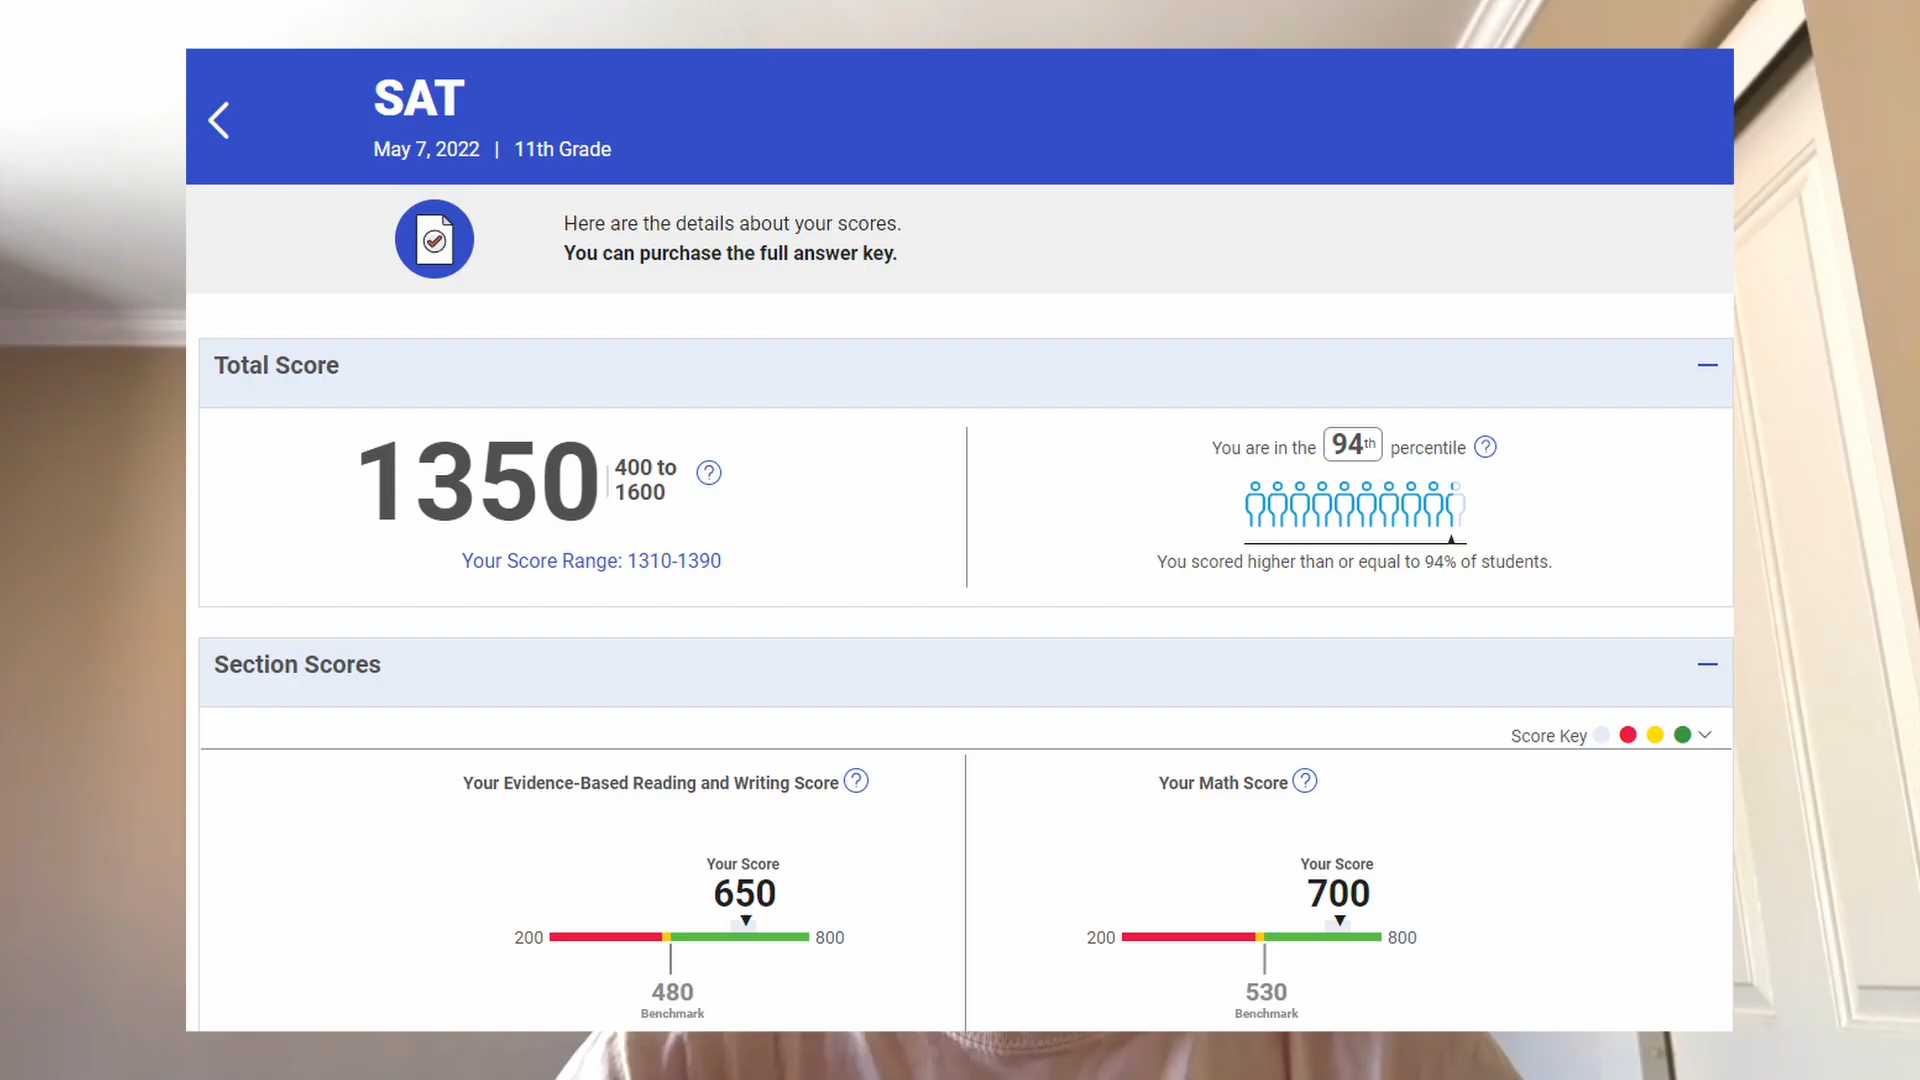 SAT
May 7, 2022 | 11th Grade
Here are the details about your scores.
You can purchase the full answer key.
Total Score
1350
400 to
1600
?
Your Score Range: 1310-1390
You are in the 94th percentile ?
You scored higher than or equal to 94% of students.
Section Scores
Score Key
Your Evidence-Based Reading and Writing Score ?
Your Score
650
200
800
480
Benchmark
Your Math Score ?
Your Score
700
200
800
530
Benchmark